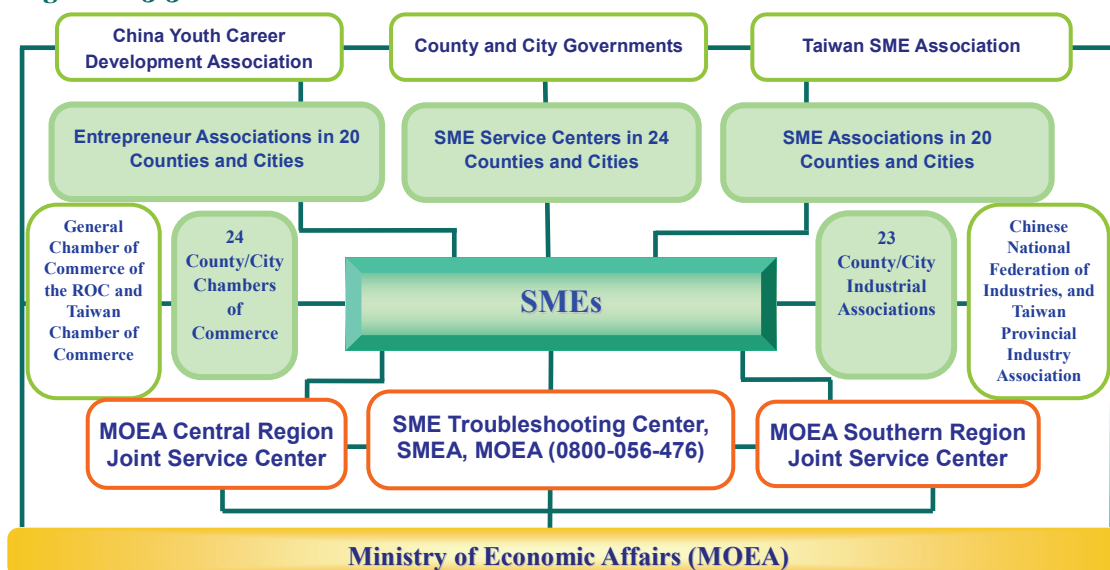 China Youth Career
Development Association
County and City Governments
Taiwan SME Association
Entrepreneur Associations in 20
Counties and Cities
SME Service Centers in 24
Counties and Cities
SME Associations in 20
Counties and Cities
General
Chamber of
Commerce of
the ROC and
Taiwan
Chamber of
Commerce
24
County/City
Chambers
of
Commerce
SMEs
23
County/City
Industrial
Associations
Chinese
National
Federation of
Industries, and
Taiwan
Provincial
Industry
Association
MOEA Central Region
Joint Service Center
SME Troubleshooting Center,
SMEA, MOEA (0800-056-476)
MOEA Southern Region
Joint Service Center
Ministry of Economic Affairs (MOEA)